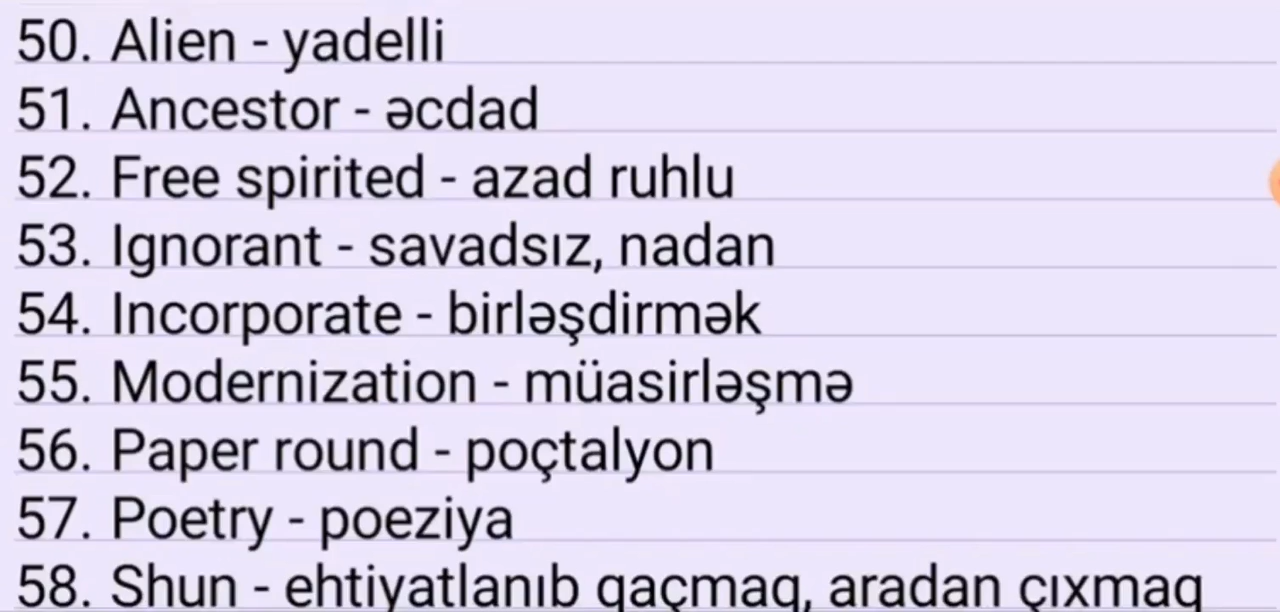 50. Alien - yadelli
51. Ancestor - əcdad
52. Free spirited - azad ruhlu
53. Ignorant - savadsız, nadan
54. Incorporate - birləşdirmək
55. Modernization - müasirləşmə
56. Paper round - poçtalyon
57. Poetry - poeziya
58. Shun - ehtiyatlanıb qaçmaq, aradan çıxmaq